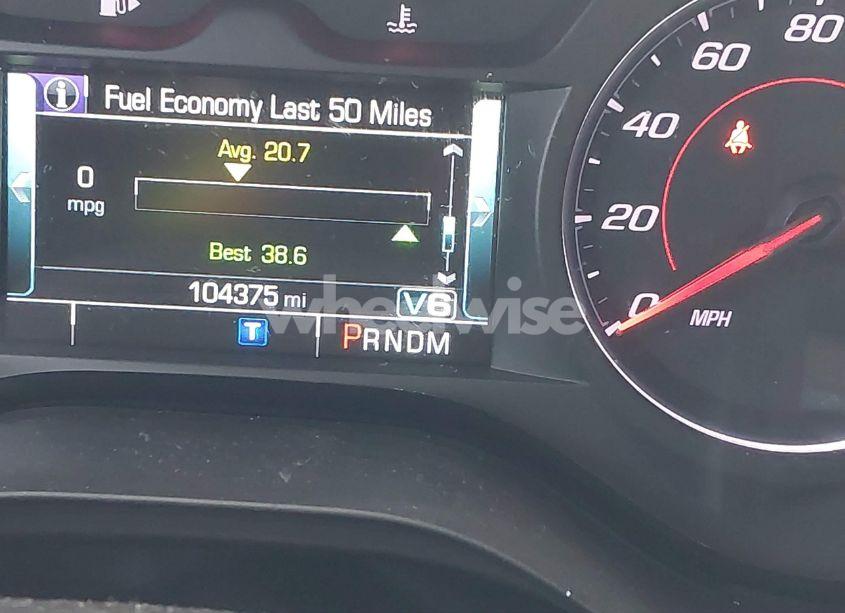 Fuel Economy Last 50 Miles
Avg. 20.7
0
mpg
Best 38.6
104375 mi
V6
T
PRNDM
0
20
40
60
80
MPH
wheelwise